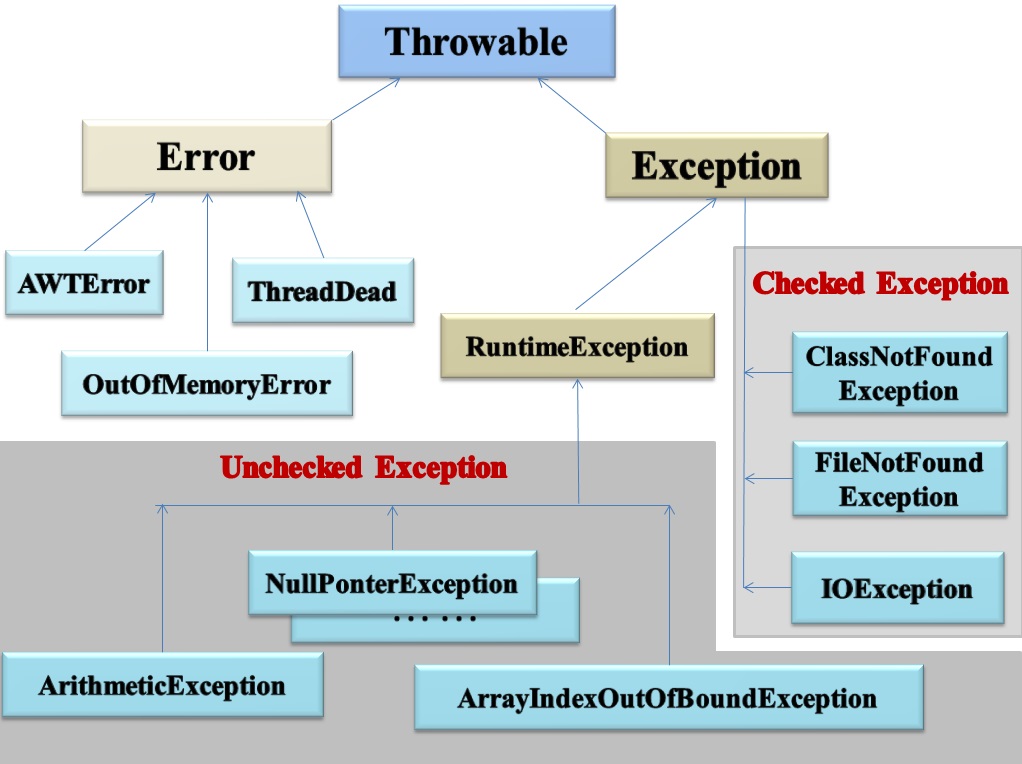 Throwable
Error
Exception
AWTError
ThreadDead
Checked Exception
RuntimeException
ClassNotFound
Exception
OutOfMemoryError
Unchecked Exception
FileNotFound
Exception
NullPonterException
IOException
... ...
ArithmeticException
ArrayIndexOutOfBoundException